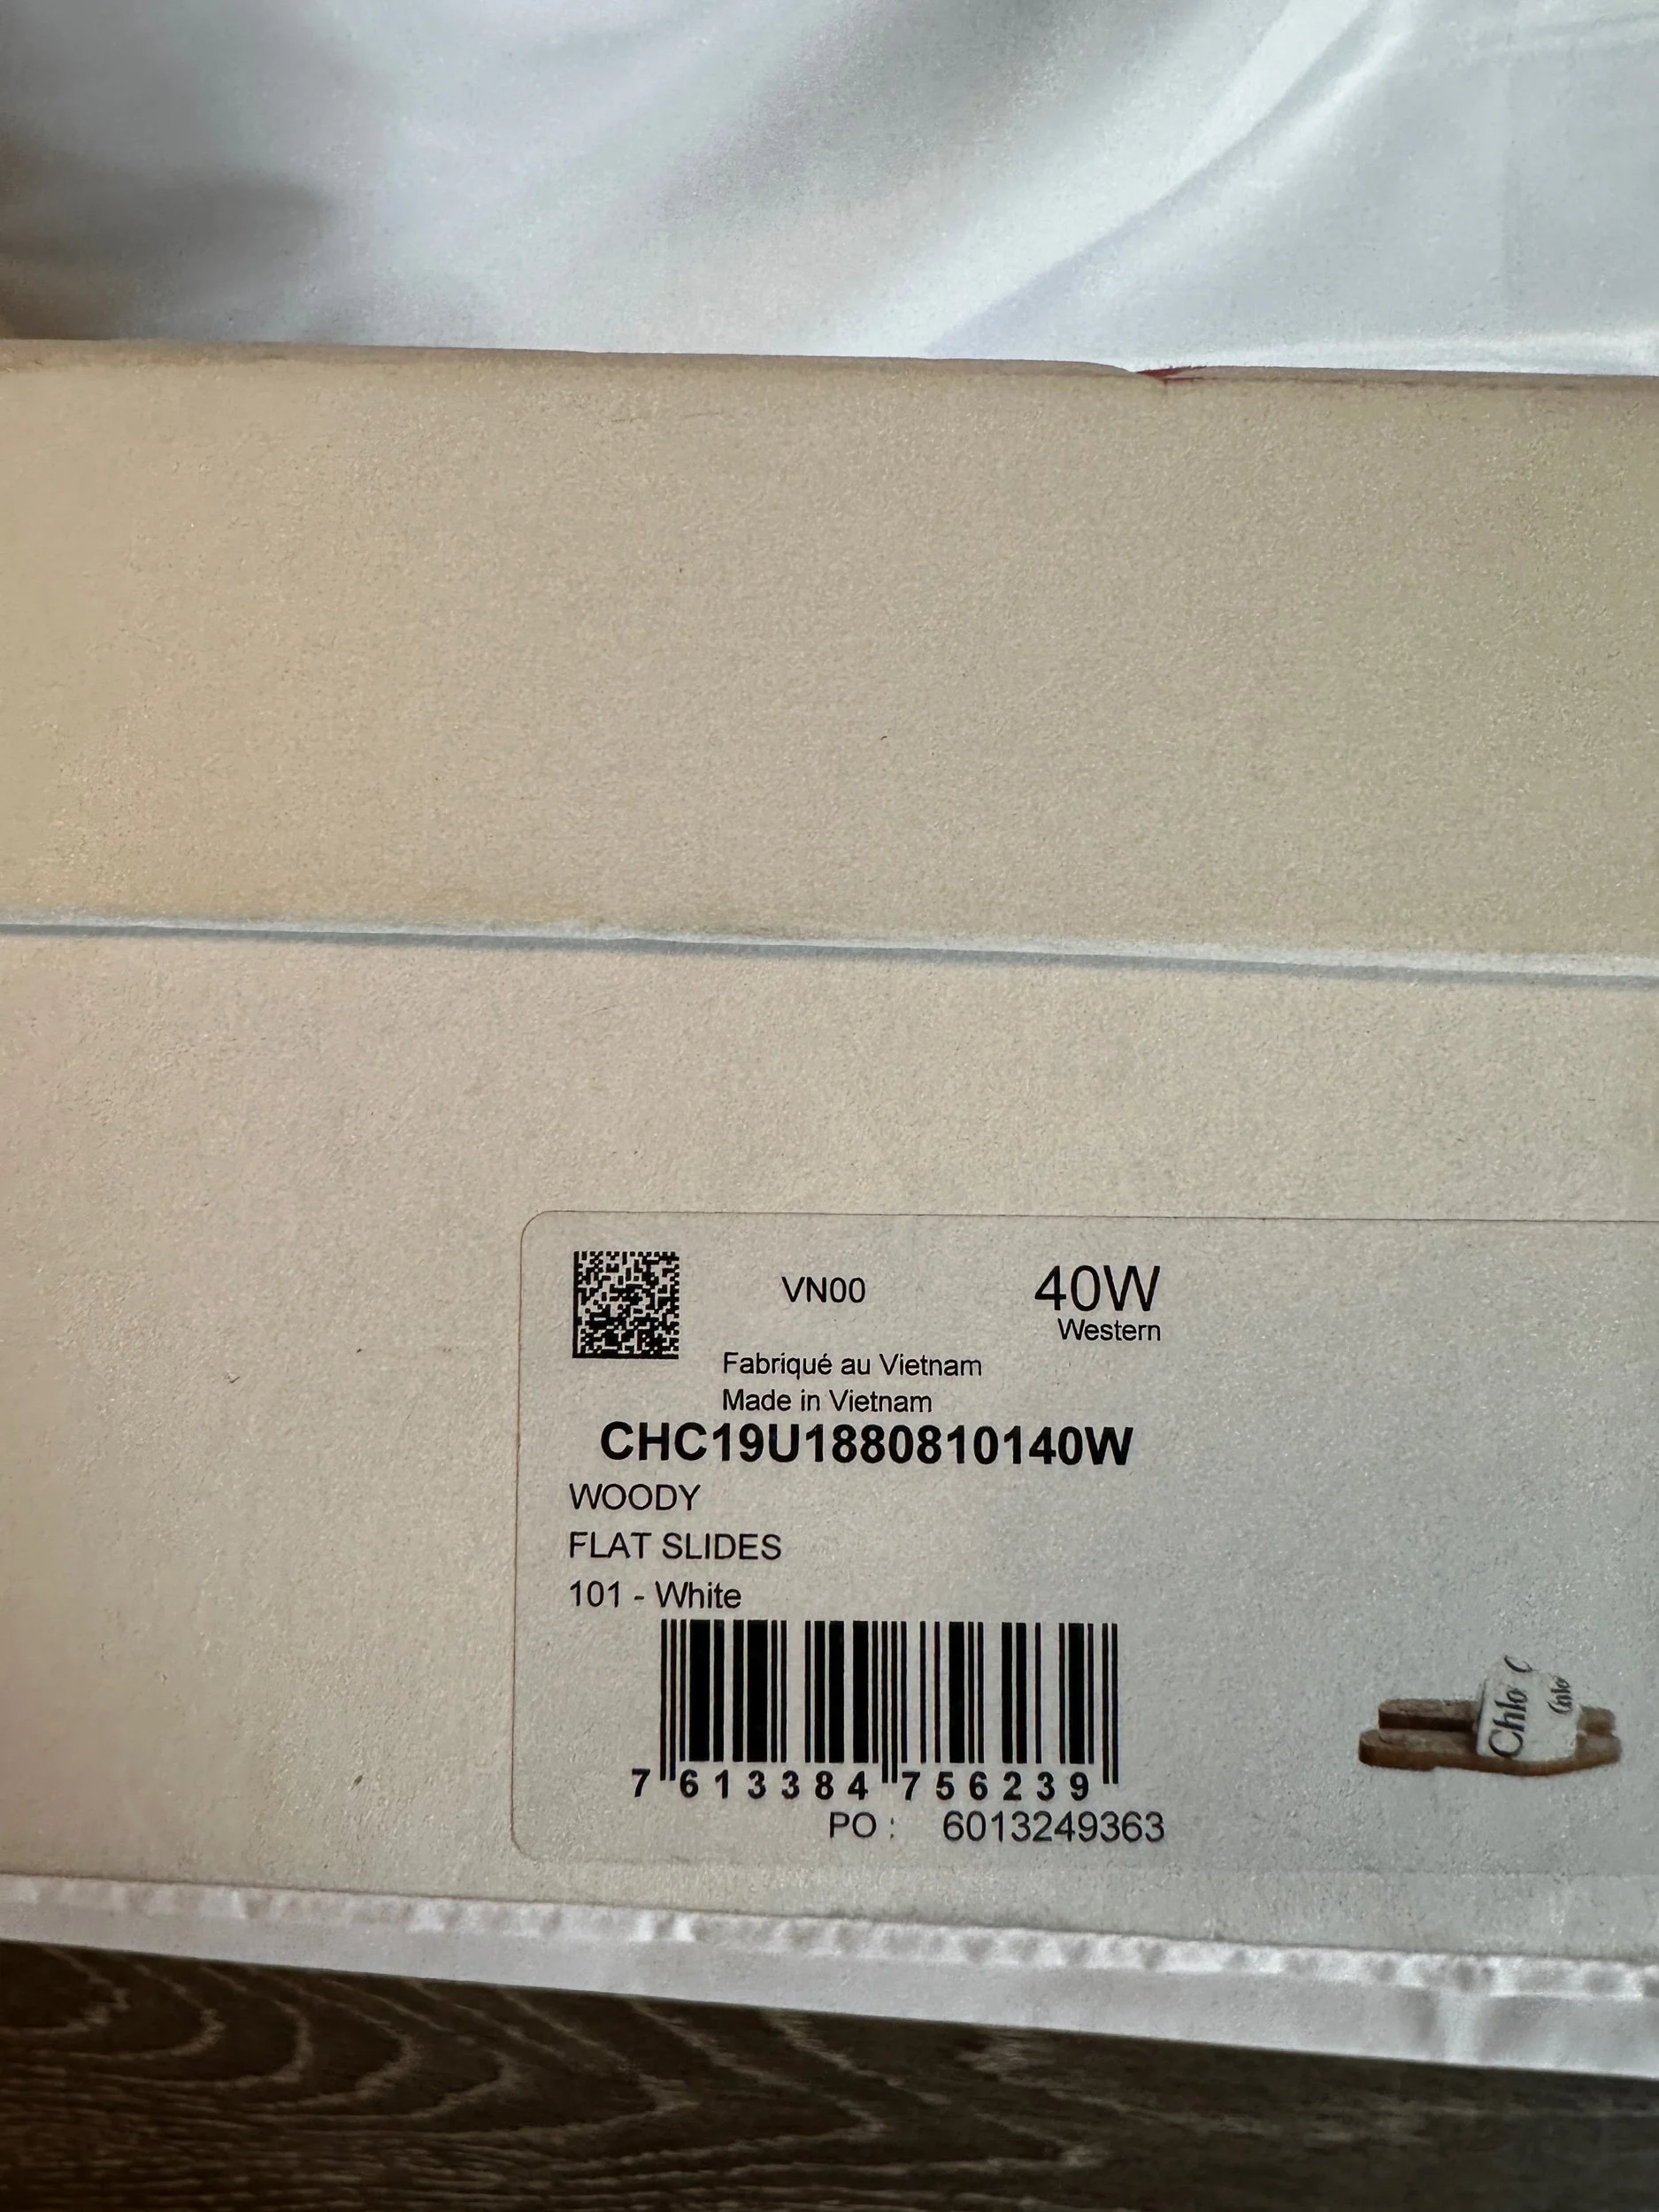 VN00
40W
Western
Fabriqué au Vietnam
Made in Vietnam
CHC19U1880810140W
WOODY
FLAT SLIDES
101 - White
7 613384 756239
PO : 6013249363
Chlo